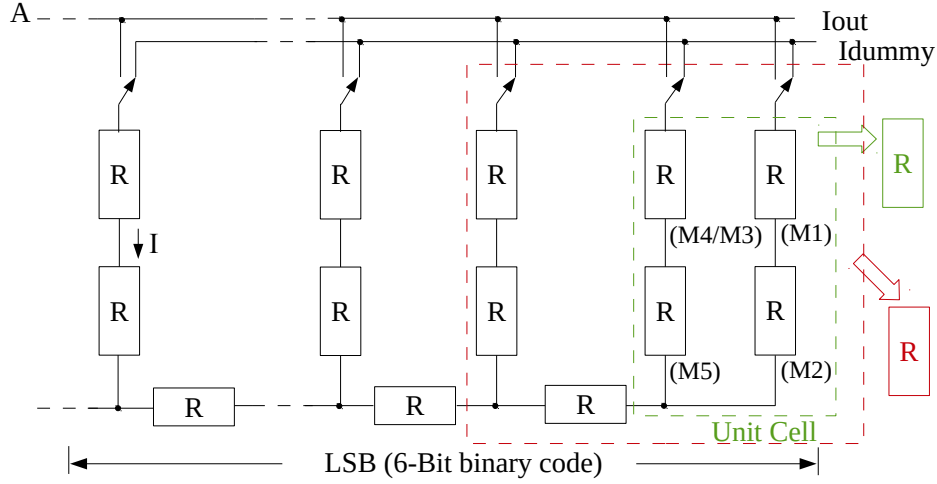 A
Iout
Idummy
R
R
R
R
R
R
(M4/M3)
(M1)
I
R
R
R
R
R
R
(M5)
(M2)
R
R
R
Unit Cell
LSB (6-Bit binary code)